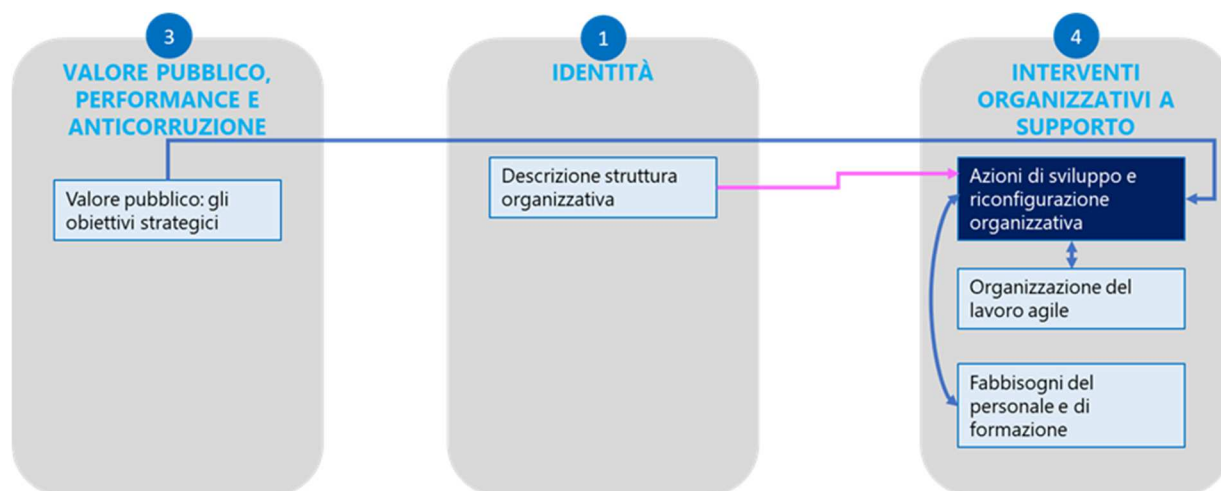 3
VALORE PUBBLICO,
PERFORMANCE E
ANTICORRUZIONE
Valore pubblico: gli
obiettivi strategici
1
IDENTITÀ
Descrizione struttura
organizzativa
4
INTERVENTI
ORGANIZZATIVI A
SUPPORTO
Azioni di sviluppo e
riconfigurazione
organizzativa
Organizzazione del
lavoro agile
Fabbisogni del
personale e di
formazione